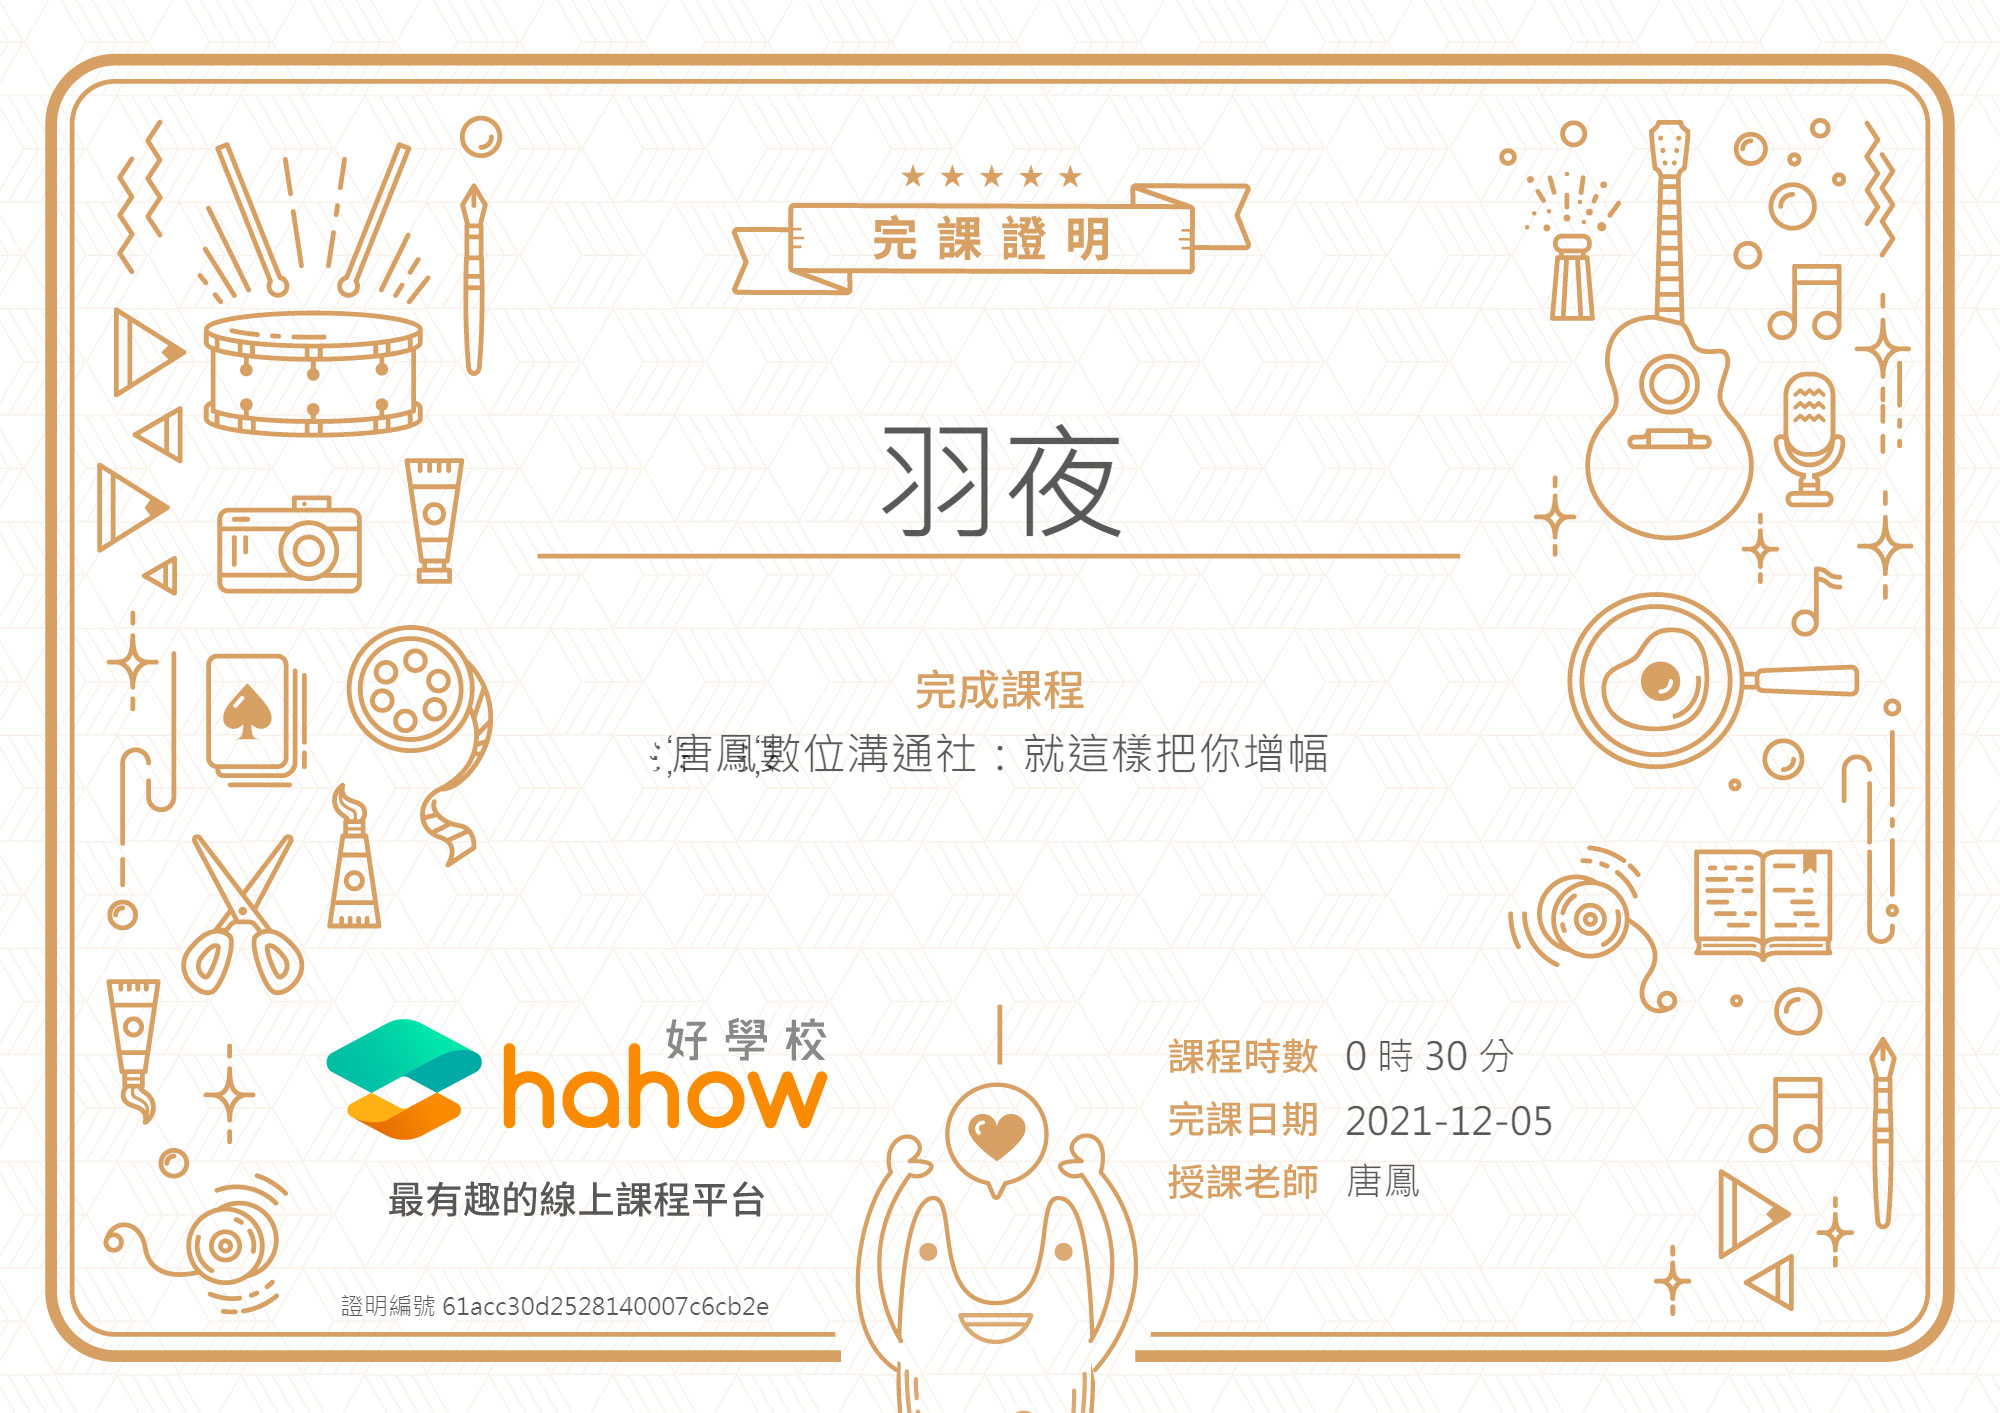 完課證明
羽夜
完成課程
唐鳳數位溝通社：就這樣把你增幅
好學校
hahow
最有趣的線上課程平台
課程時數 0 時 30 分
完課日期 2021-12-05
授課老師 唐鳳
證明編號 61acc30d2528140007c6cb2e